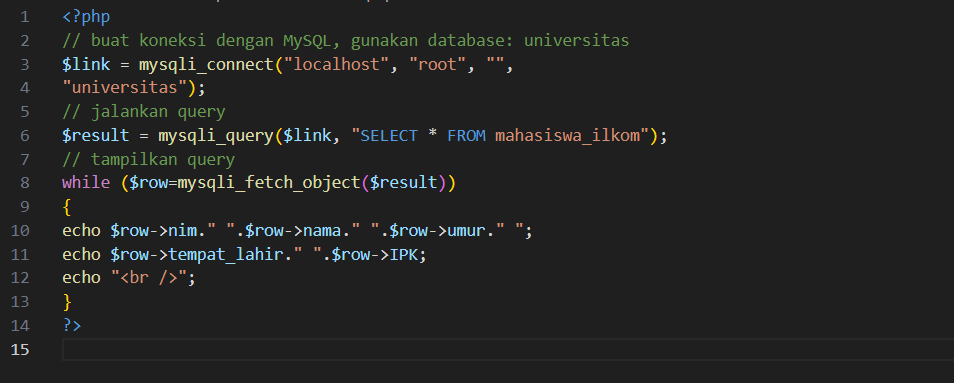 1 <?php
2 // buat koneksi dengan MySQL, gunakan database: universitas
3 $link = mysqli_connect("localhost", "root", "",
4 "universitas");
5 // jalankan query
6 $result = mysqli_query($link, "SELECT * FROM mahasiswa_ilkom");
7 // tampilkan query
8 while ($row=mysqli_fetch_object($result))
9 {
10 echo $row->nim." ".$row->nama." ".$row->umur." ";
11 echo $row->tempat_lahir." ".$row->IPK;
12 echo "<br />";
13 }
14 ?>
15